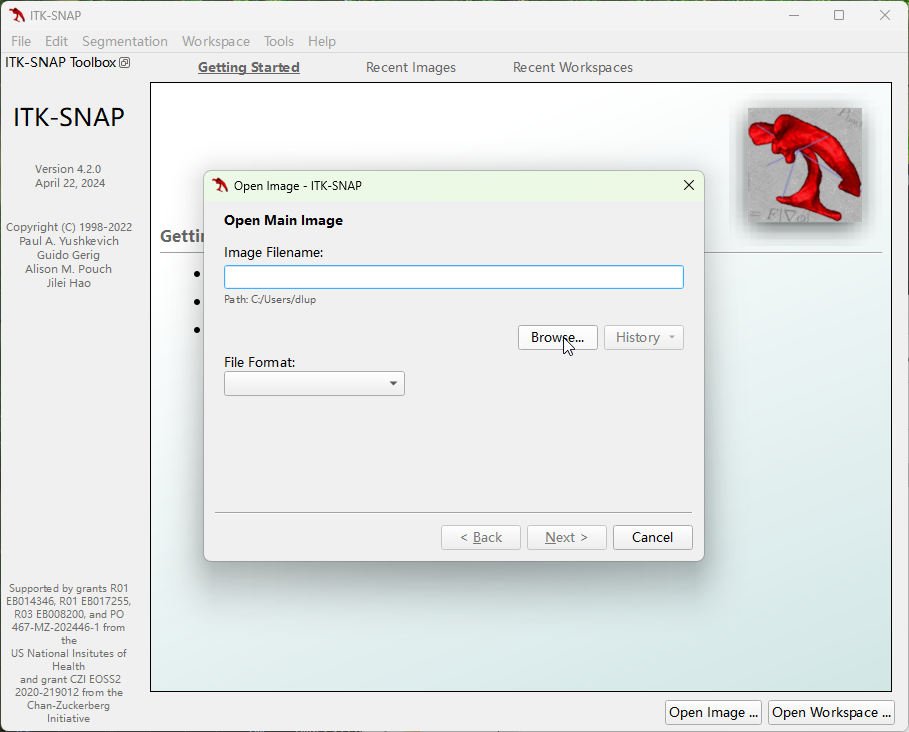 ITK-SNAP
File Edit Segmentation Workspace Tools Help
ITK-SNAP Toolbox
Getting Started Recent Images Recent Workspaces
ITK-SNAP
Version 4.2.0
April 22, 2024
Copyright (C) 1998-2022
Paul A. Yushkevich
Guido Gerig
Alison M. Pouch
Jilei Hao
Supported by grants R01
EB014346, R01 EB017255,
R03 EB008200, and PO
467-MZ-202446-1 from
the
US National Insitutes of
Health
and grant CZI EOSS2
2020-219012 from the
Chan-Zuckerberg
Initiative
Open Image - ITK-SNAP
Open Main Image
Image Filename:
Path: C:/Users/dlup
Browse... History
File Format:
< Back Next > Cancel
Open Image ... Open Workspace ...